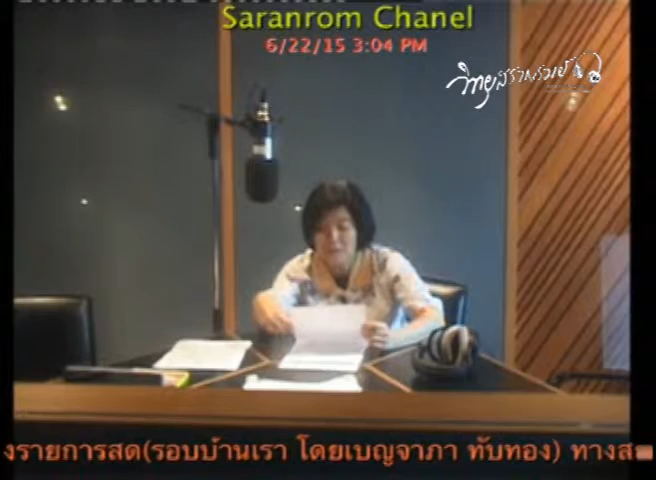 Saranrom Chanel
6/22/15 3:04 PM
วิทยุสราญรมย์
งรายการสด(รอบบ้านเรา โดยเบญจาภา ทับทอง) ทางส